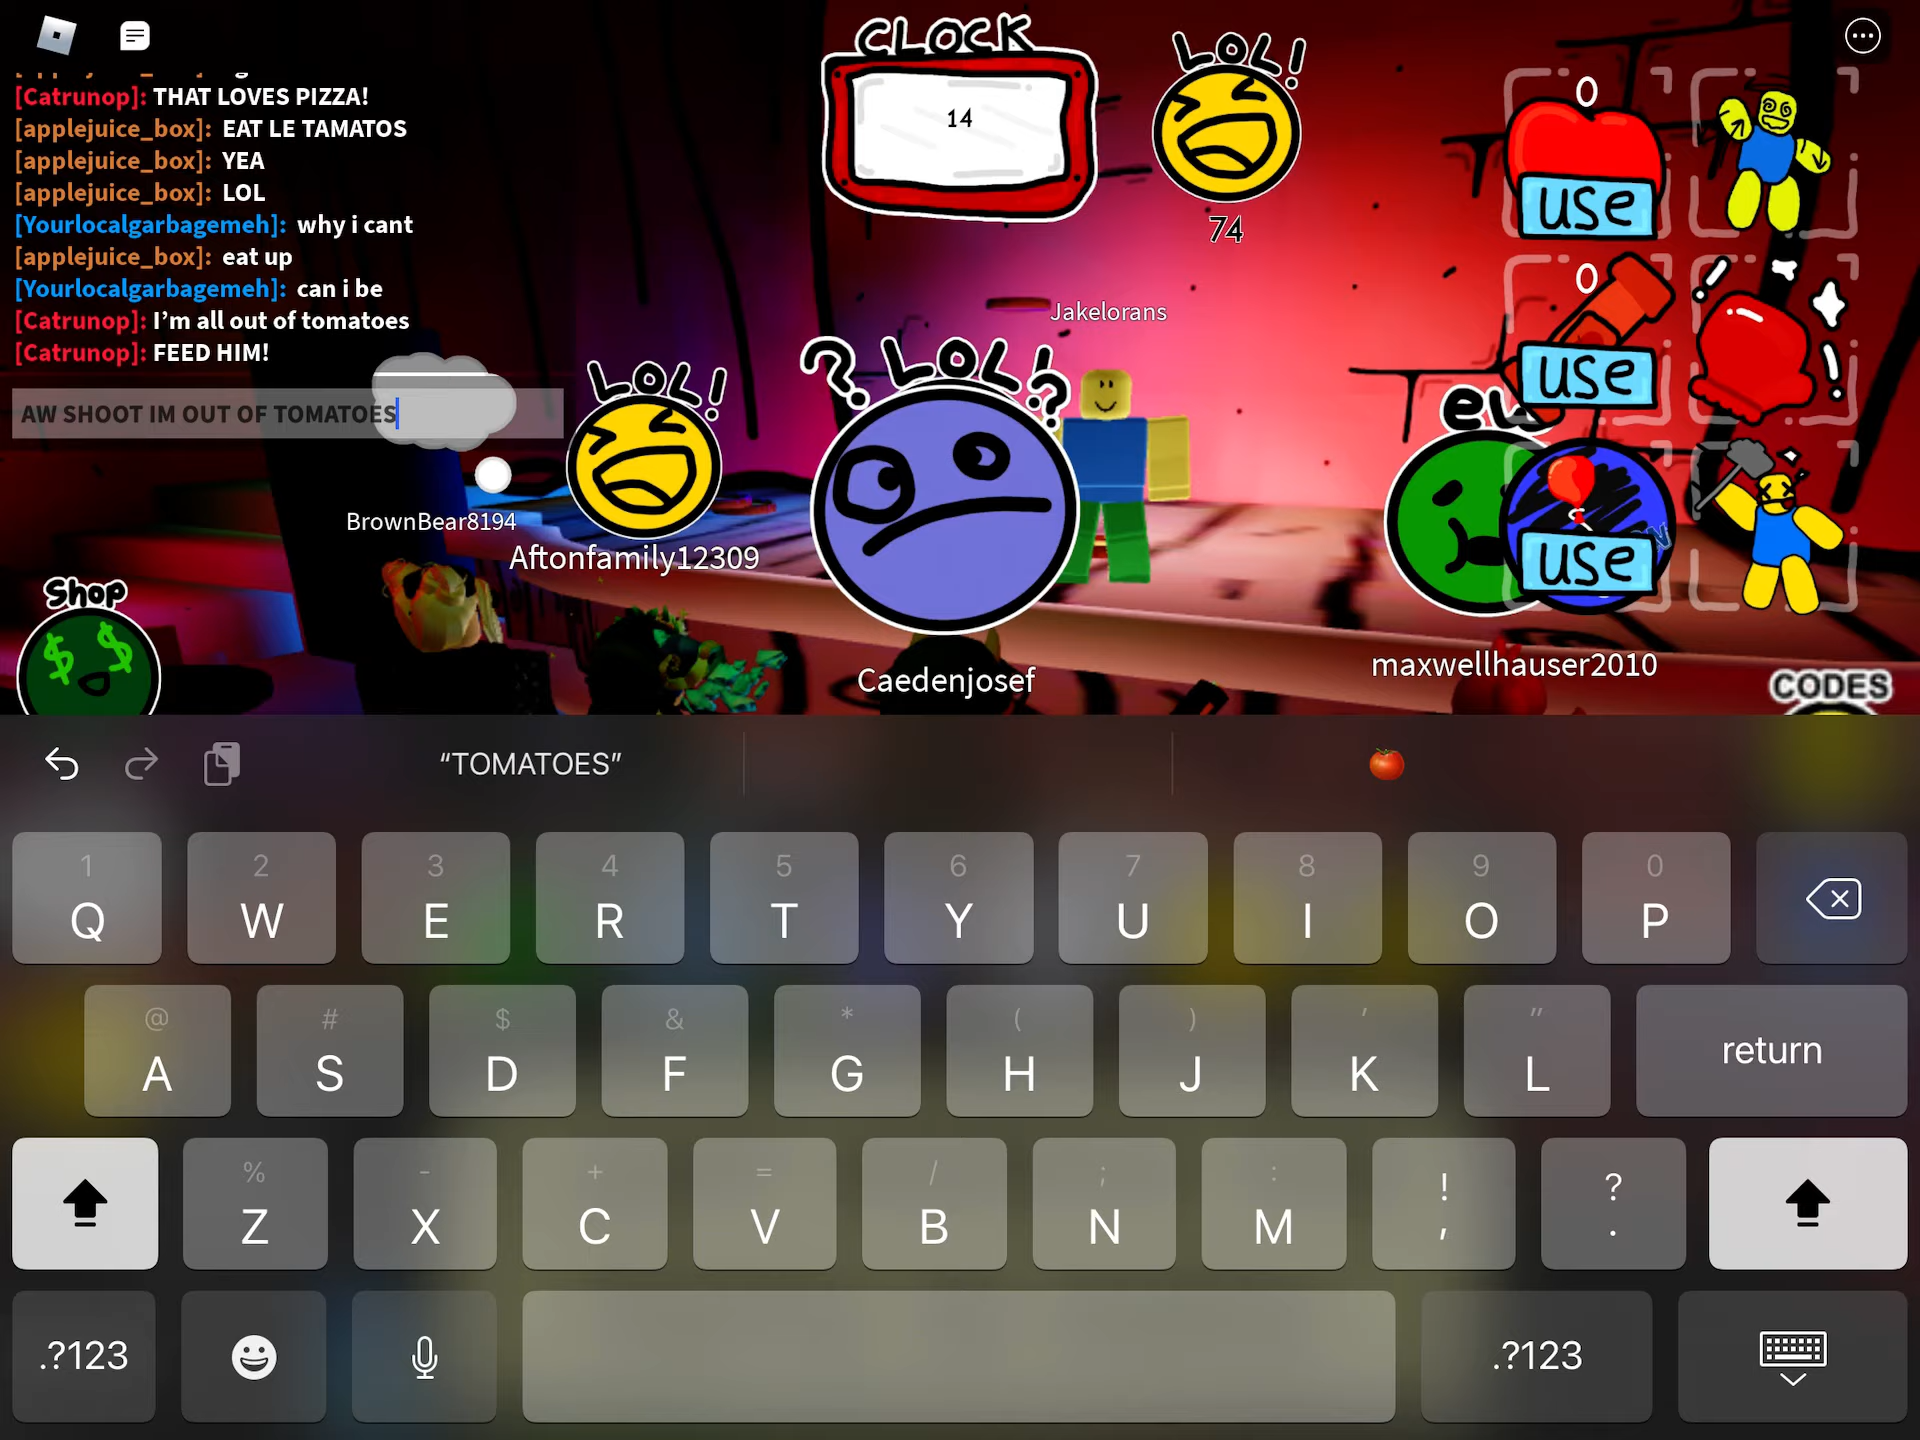 CLOCK
14
LOL!
74
[Catrunop]: THAT LOVES PIZZA!
[applejuice_box]: EAT LE TAMATOS
[applejuice_box]: YEA
[applejuice_box]: LOL
[Yourlocalgarbagemeh]: why i cant
[applejuice_box]: eat up
[Yourlocalgarbagemeh]: can i be
[Catrunop]: I'm all out of tomatoes
[Catrunop]: FEED HIM!
AW SHOOT IM OUT OF TOMATOES
0
use
0
use
use
Jakelorans
LOL!
? LOL! ?
ew
BrownBear8194
Aftonfamily12309
Caedenjosef
maxwellhauser2010
Shop
$ $
CODES
“TOMATOES”
1 2 3 4 5 6 7 8 9 0
Q W E R T Y U I O P
@ # $ & * ( ) ' "
A S D F G H J K L return
% - + = / ; : ! ?
Z X C V B N M , .
.?123 .?123